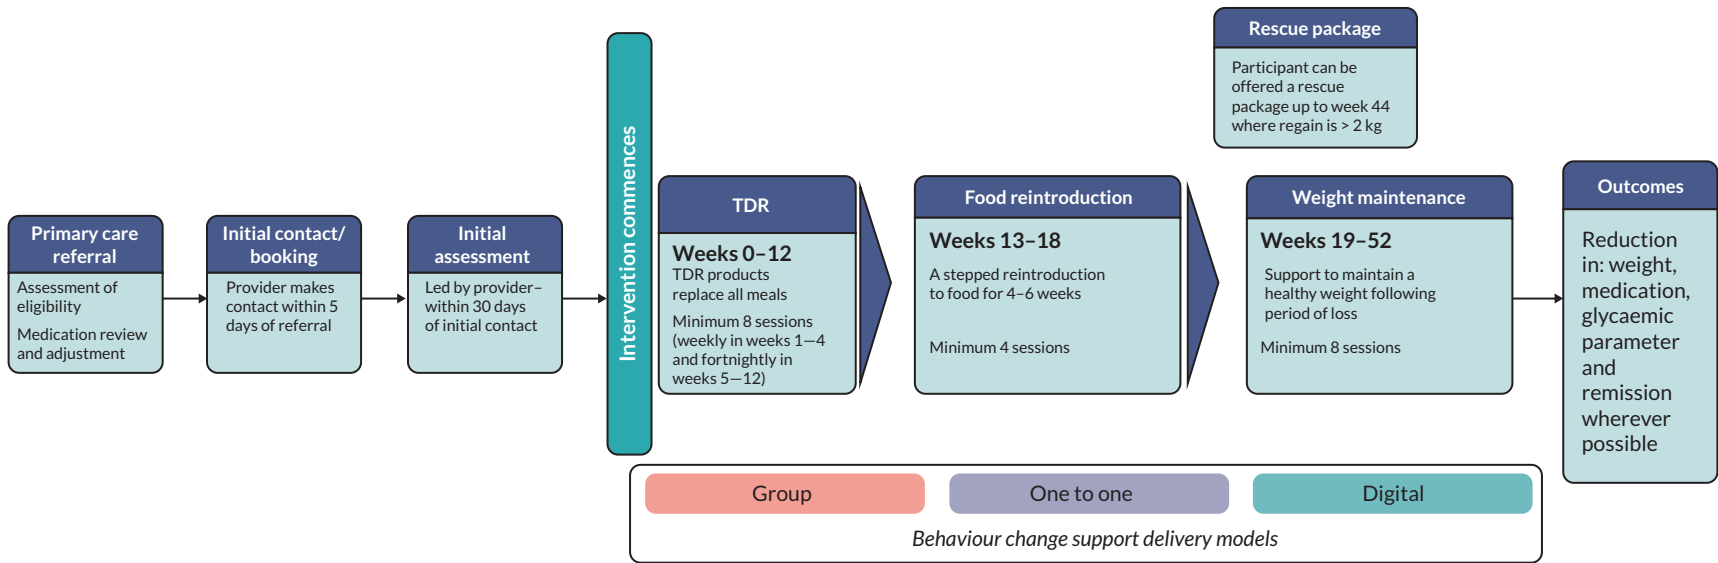 Primary care
referral
Assessment of
eligibility
Medication review
and adjustment
Initial contact/
booking
Provider makes
contact within 5
days of referral
Initial
assessment
Led by provider–
within 30 days
of initial contact
Intervention commences
TDR
Weeks 0–12
TDR products
replace all meals
Minimum 8 sessions
(weekly in weeks 1—4
and fortnightly in
weeks 5—12)
Food reintroduction
Weeks 13–18
A stepped reintroduction
to food for 4–6 weeks
Minimum 4 sessions
Rescue package
Participant can be
offered a rescue
package up to week 44
where regain is > 2 kg
Weight maintenance
Weeks 19–52
Support to maintain a
healthy weight following
period of loss
Minimum 8 sessions
Outcomes
Reduction
in: weight,
medication,
glycaemic
parameter
and
remission
wherever
possible
Group
One to one
Digital
Behaviour change support delivery models